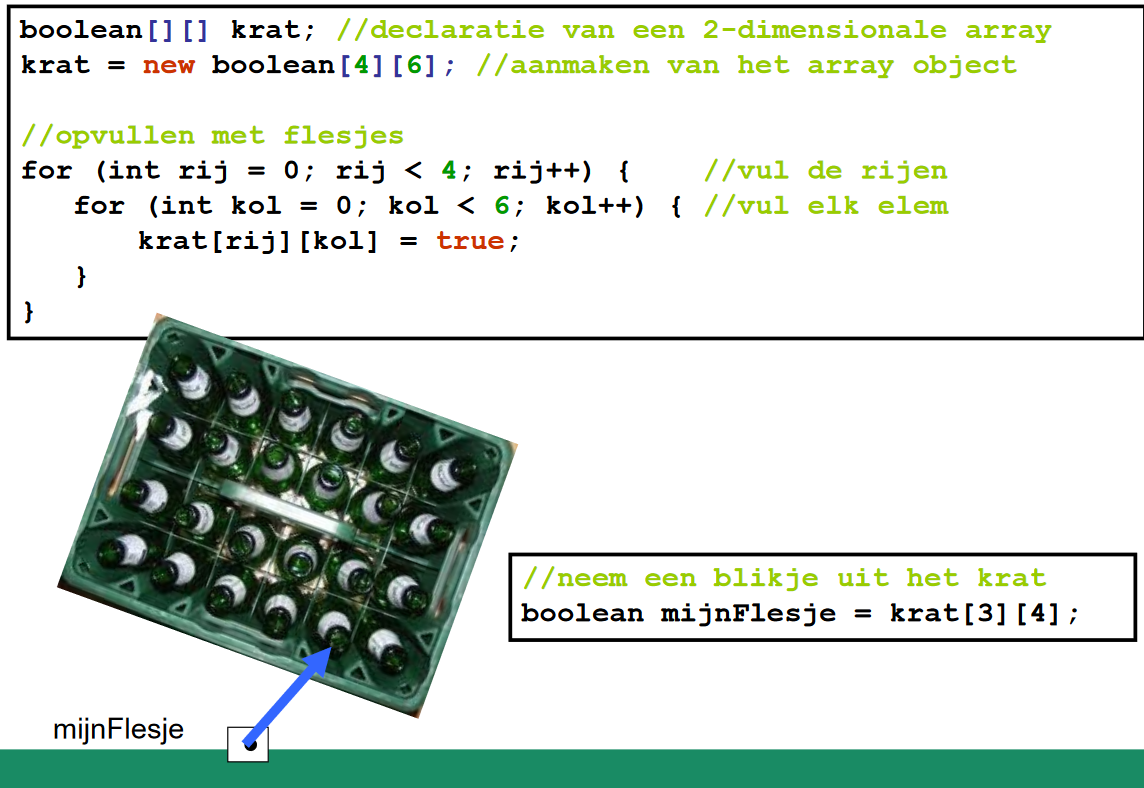 boolean[][] krat; //declaratie van een 2-dimensionale array
krat = new boolean[4][6]; //aanmaken van het array object
//opvullen met flesjes
for (int rij = 0; rij < 4; rij++) { //vul de rijen
for (int kol = 0; kol < 6; kol++) { //vul elk elem
krat[rij][kol] = true;
}
}
//neem een blikje uit het krat
boolean mijnFlesje = krat[3][4];
mijnFlesje